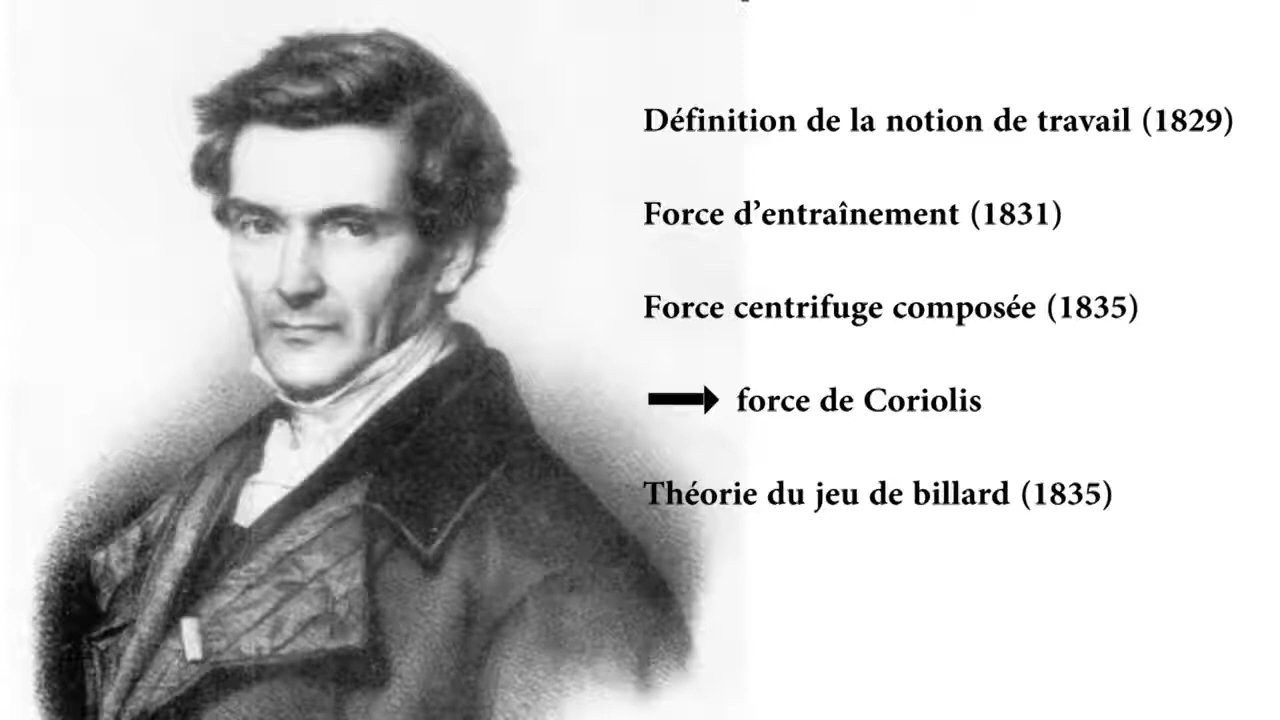 Définition de la notion de travail (1829)
Force d’entraînement (1831)
Force centrifuge composée (1835)
force de Coriolis
Théorie du jeu de billard (1835)